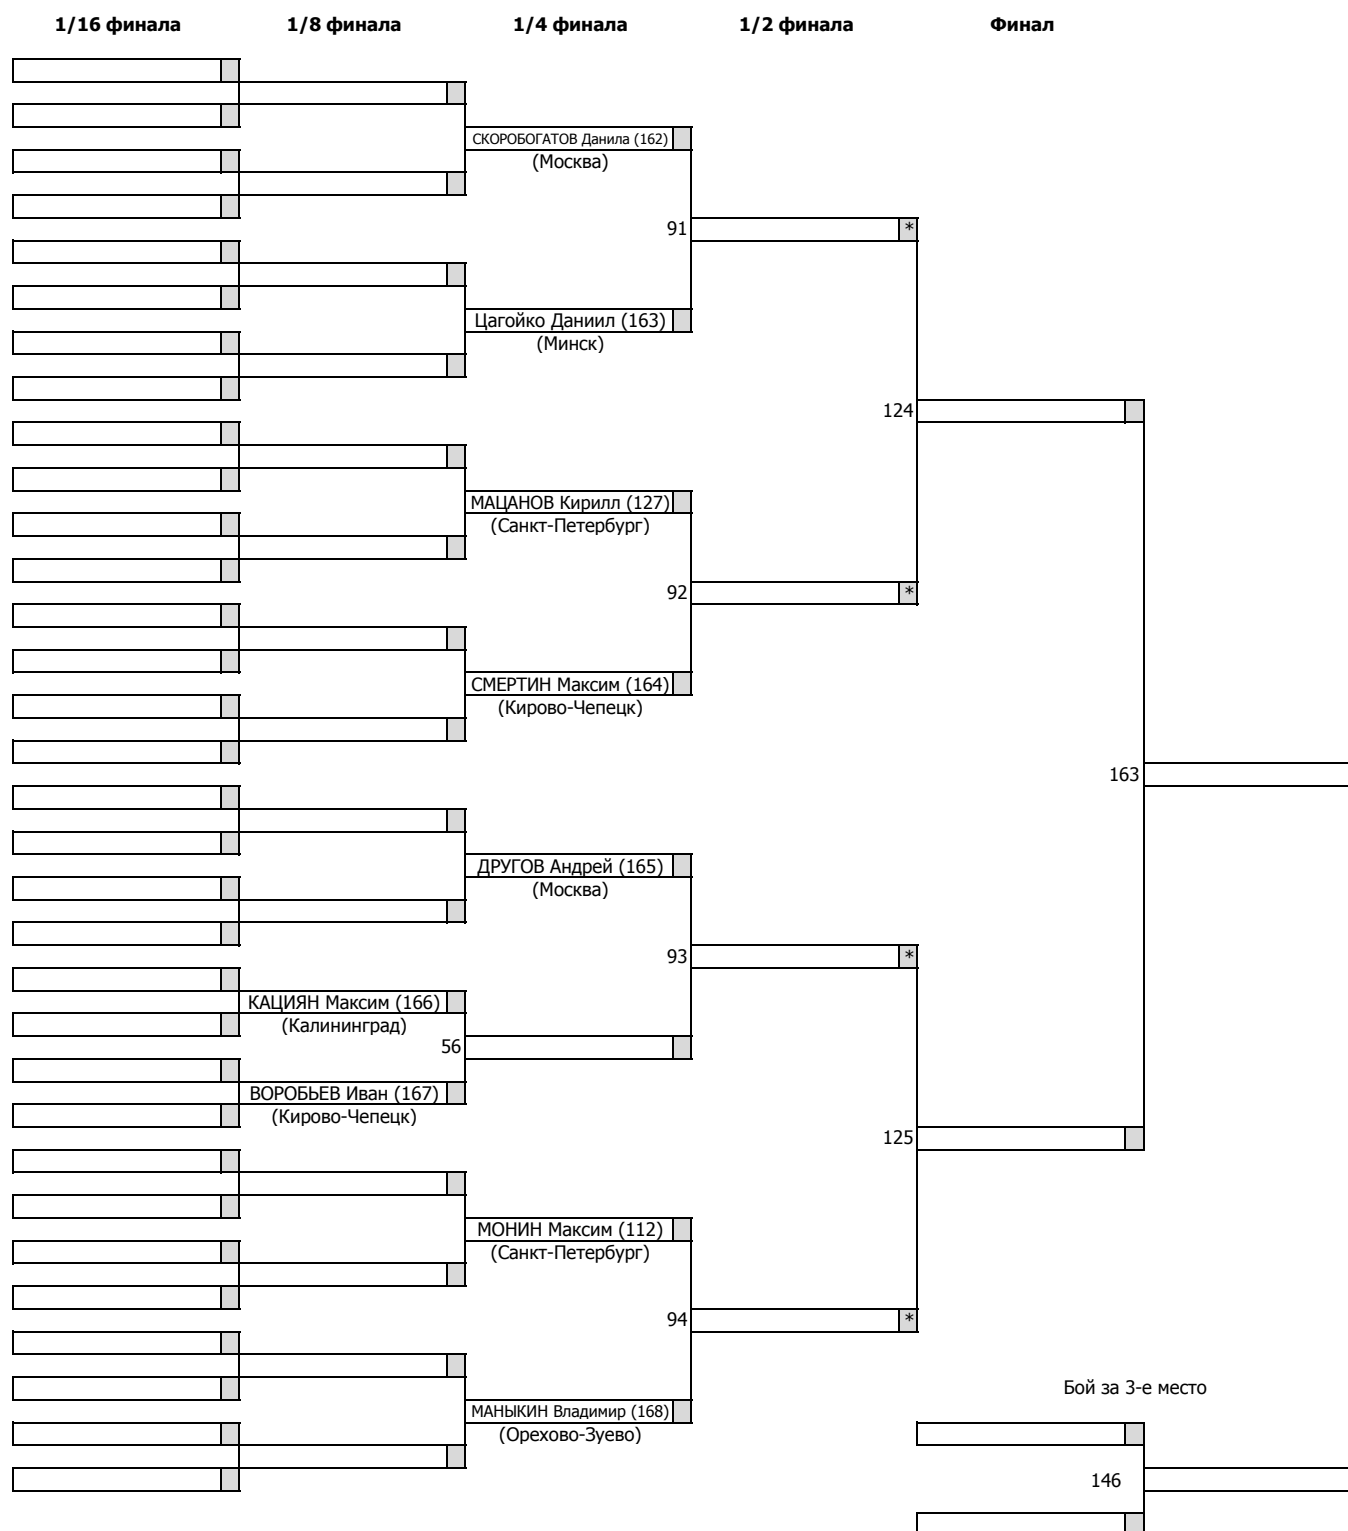 1/16 финала 1/8 финала 1/4 финала 1/2 финала Финал
СКОРОБОГАТОВ Данила (162)
(Москва)
91 *
Цагойко Даниил (163)
(Минск)
124
МАЦАНОВ Кирилл (127)
(Санкт-Петербург)
92 *
СМЕРТИН Максим (164)
(Кирово-Чепецк)
163
ДРУГОВ Андрей (165)
(Москва)
93 *
КАЦИЯН Максим (166)
(Калининград)
56
ВОРОБЬЕВ Иван (167)
(Кирово-Чепецк)
125
МОНИН Максим (112)
(Санкт-Петербург)
94 *
Бой за 3-е место
МАНЫКИН Владимир (168)
(Орехово-Зуево)
146